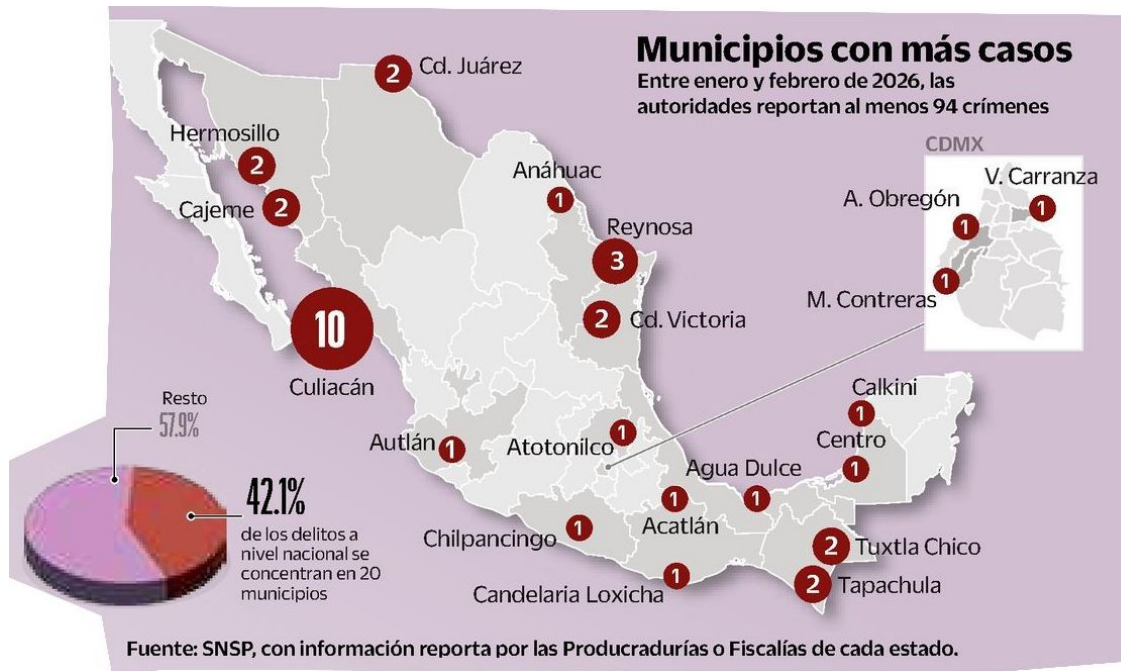 Municipios con más casos
Entre enero y febrero de 2026, las
autoridades reportan al menos 94 crímenes
2
Cd. Juárez
Hermosillo
2
Cajeme
2
Anáhuac
1
Reynosa
3
2
Cd. Victoria
10
Culiacán
CDMX
V. Carranza
1
A. Obregón
1
1
M. Contreras
Calkini
1
Centro
1
Autlán
1
Atotonilco
1
Agua Dulce
1
1
Acatlán
Chilpancingo
1
Candelaria Loxicha
1
2
Tuxtla Chico
2
Tapachula
Resto
57.9%
42.1%
de los delitos a
nivel nacional se
concentran en 20
municipios
Fuente: SNSP, con información reporta por las Producradurías o Fiscalías de cada estado.